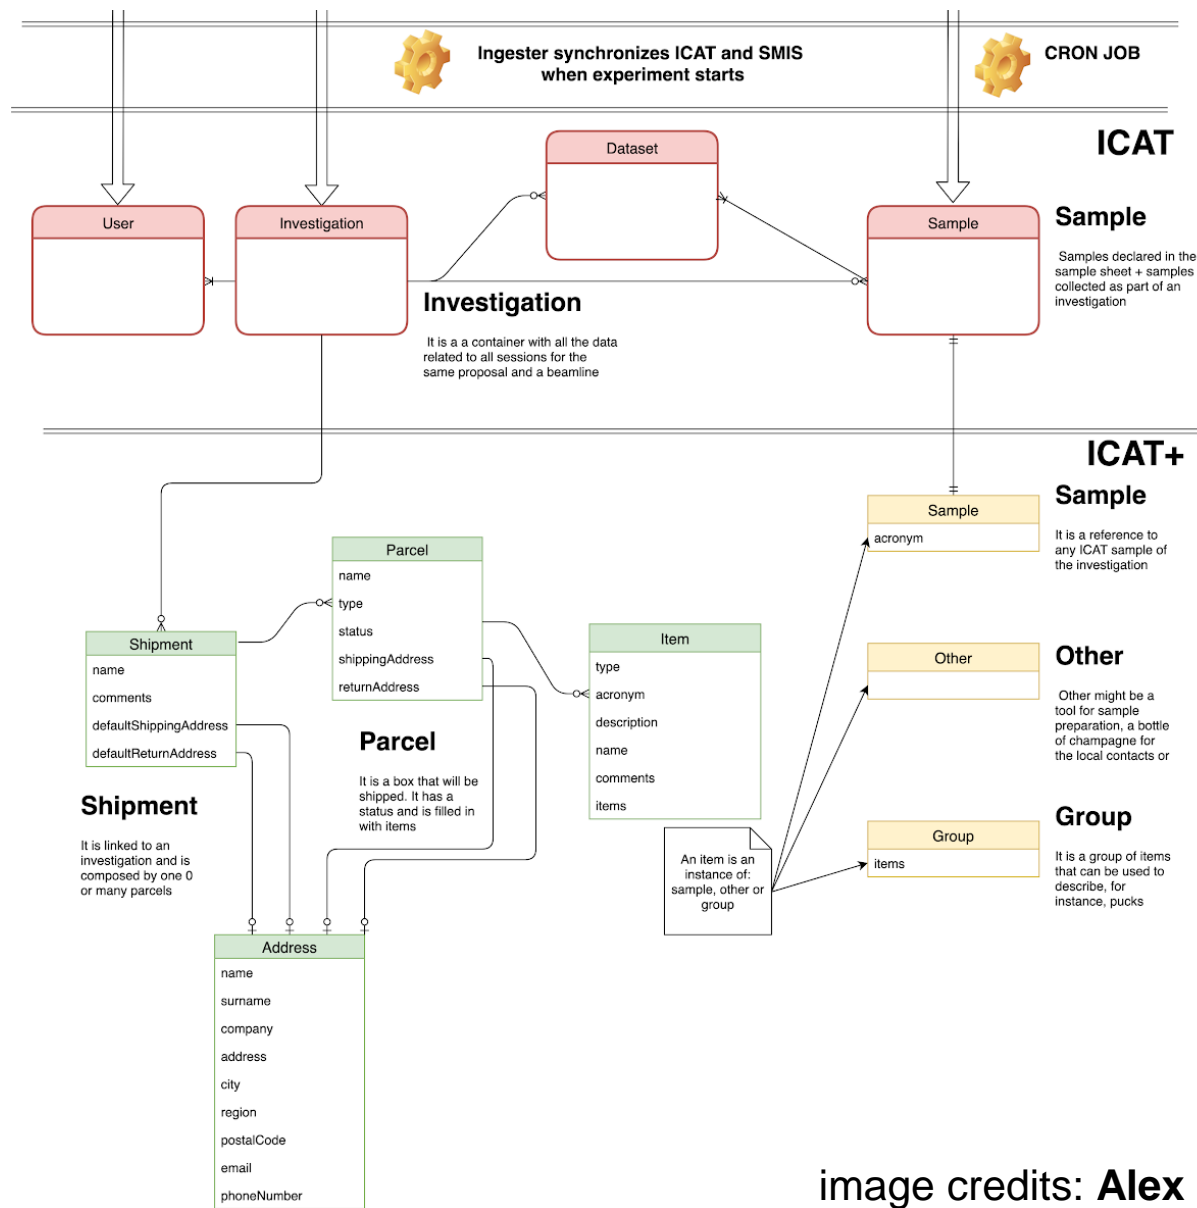 Ingester synchronizes ICAT and SMIS
when experiment starts
CRON JOB
ICAT
Dataset
User
Investigation
Sample
Sample
Samples declared in the
sample sheet + samples
collected as part of an
investigation
Investigation
It is a a container with all the data
related to all sessions for the
same proposal and a beamline
ICAT+
Sample
acronym
Sample
It is a reference to
any ICAT sample of
the investigation
Parcel
name
type
status
shippingAddress
returnAddress
Shipment
name
comments
defaultShippingAddress
defaultReturnAddress
Item
type
acronym
description
name
comments
items
Other
Other
Other might be a
tool for sample
preparation, a bottle
of champagne for
the local contacts or
Parcel
It is a box that will be
shipped. It has a
status and is filled in
with items
Shipment
It is linked to an
investigation and is
composed by one 0
or many parcels
An item is an
instance of:
sample, other or
group
Group
items
Group
It is a group of items
that can be used to
describe, for
instance, pucks
Address
name
surname
company
address
city
region
postalCode
email
phoneNumber
image credits: Alex